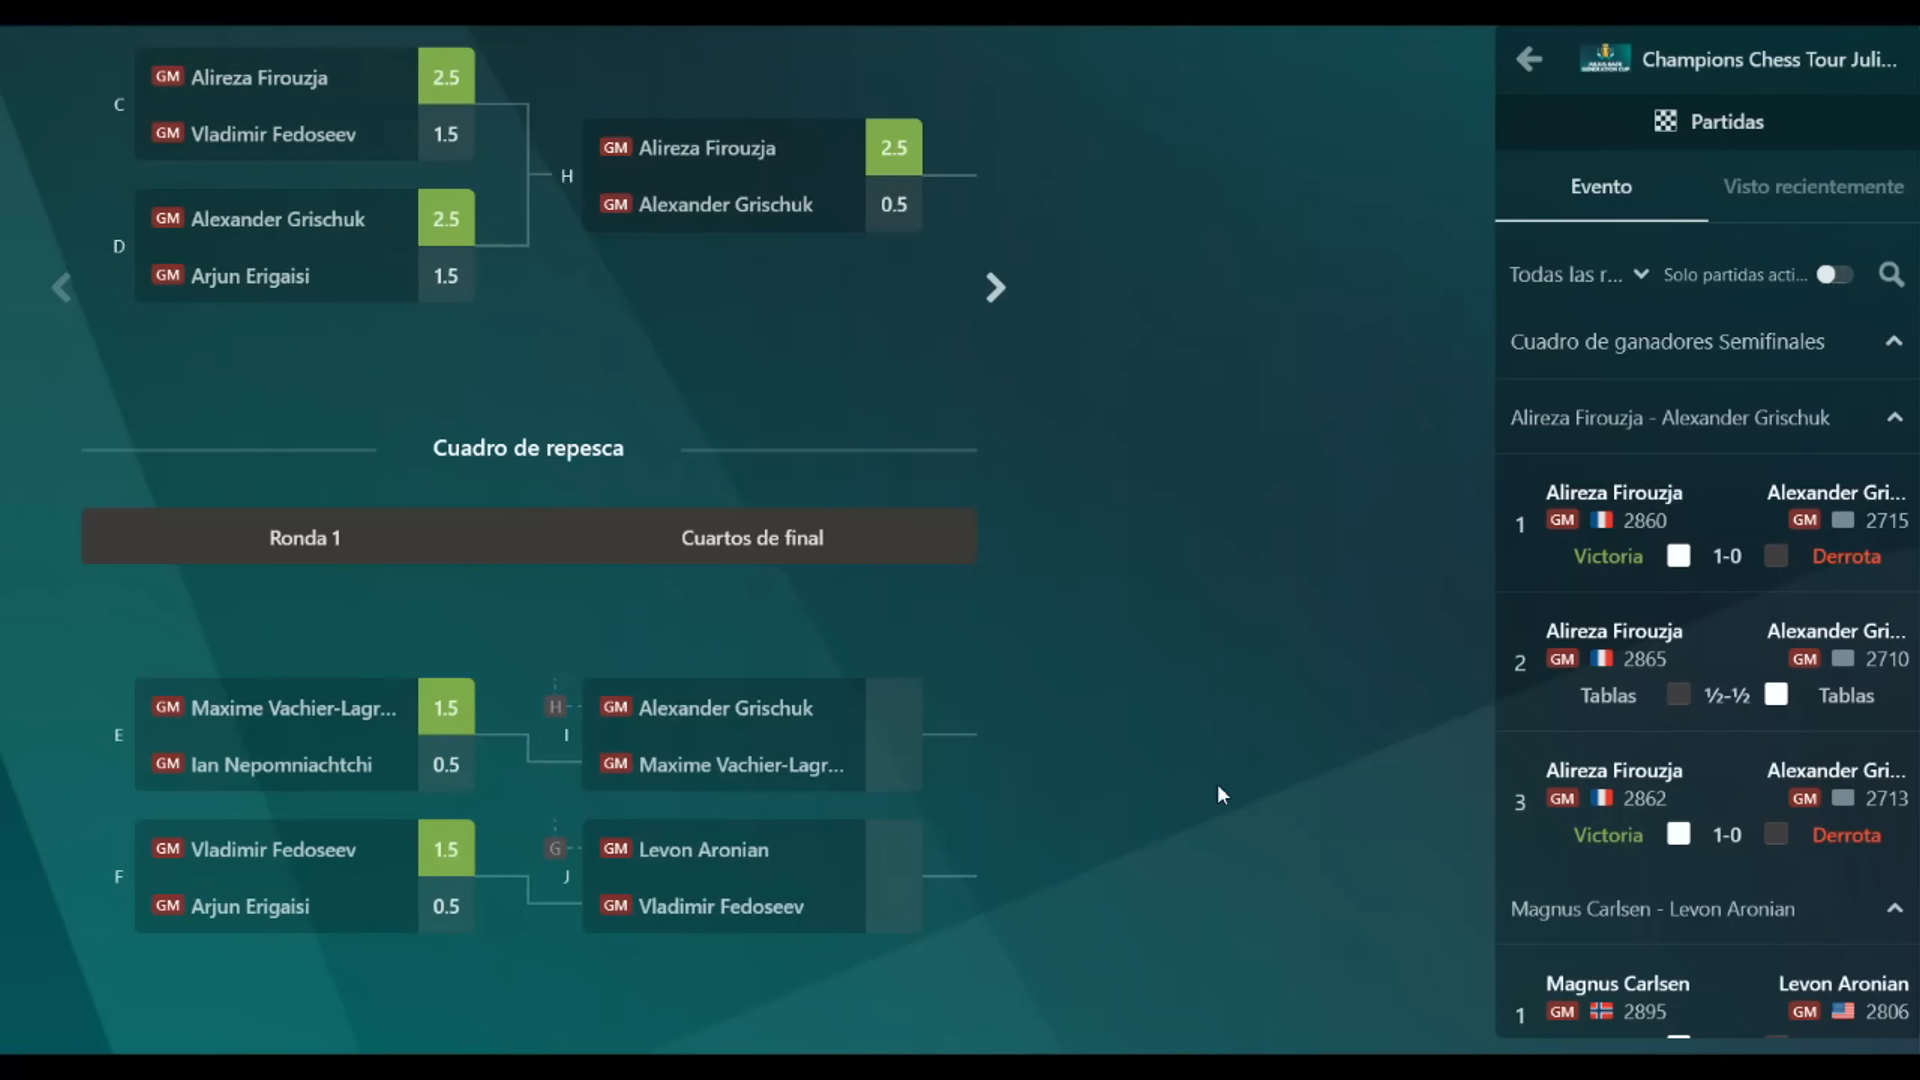 C
GM Alireza Firouzja 2.5
GM Vladimir Fedoseev 1.5
D
GM Alexander Grischuk 2.5
GM Arjun Erigaisi 1.5
H
GM Alireza Firouzja 2.5
GM Alexander Grischuk 0.5
Cuadro de repesca
Ronda 1 Cuartos de final
E
GM Maxime Vachier-Lagr... 1.5
GM Ian Nepomniachtchi 0.5
H
I
GM Alexander Grischuk
GM Maxime Vachier-Lagr...
F
GM Vladimir Fedoseev 1.5
GM Arjun Erigaisi 0.5
G
J
GM Levon Aronian
GM Vladimir Fedoseev
Champions Chess Tour Juli...
Partidas
Evento Visto recientemente
Todas las r... Solo partidas acti...
Cuadro de ganadores Semifinales
Alireza Firouzja - Alexander Grischuk
Alireza Firouzja Alexander Gri...
1 GM 2860 GM 2715
Victoria 1-0 Derrota
Alireza Firouzja Alexander Gri...
2 GM 2865 GM 2710
Tablas ½-½ Tablas
Alireza Firouzja Alexander Gri...
3 GM 2862 GM 2713
Victoria 1-0 Derrota
Magnus Carlsen - Levon Aronian
Magnus Carlsen Levon Aronian
1 GM 2895 GM 2806